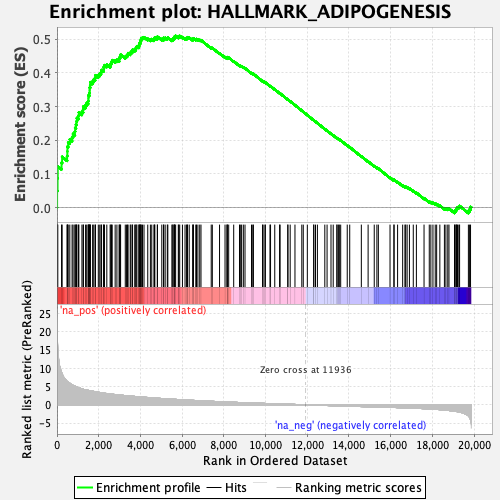 Enrichment plot: HALLMARK_ADIPOGENESIS
Enrichment score (ES)
0.5
0.4
0.3
0.2
0.1
0.0
'na_pos' (positively correlated)
Ranked list metric (PreRanked)
25
20
15
10
5
0
-5
Zero cross at 11936
'na_neg' (negatively correlated)
0 2,000 4,000 6,000 8,000 10,000 12,000 14,000 16,000 18,000 20,000
Rank in Ordered Dataset
Enrichment profile Hits Ranking metric scores